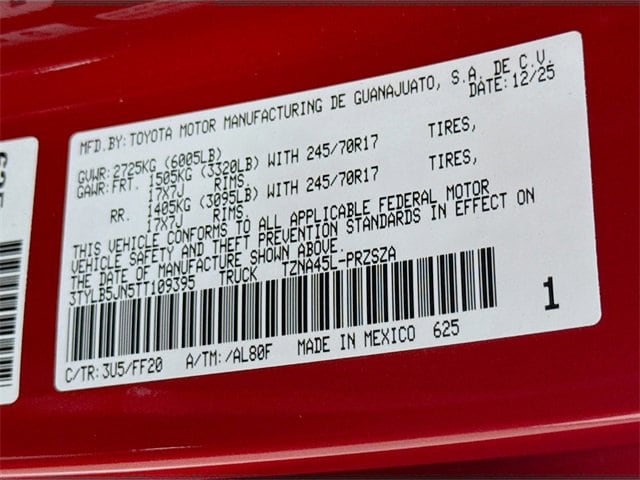 MFD.BY:TOYOTA MOTOR MANUFACTURING DE GUANAJUATO, S.A. DE C.V.
DATE:12/25
GVWR:2725KG (6005LB)
GAWR:FRT. 1505KG (3320LB) WITH 245/70R17 TIRES,
17X7J RIMS.
RR. 1405KG (3095LB) WITH 245/70R17 TIRES,
17X7J RIMS.
THIS VEHICLE CONFORMS TO ALL APPLICABLE FEDERAL MOTOR
VEHICLE SAFETY AND THEFT PREVENTION STANDARDS IN EFFECT ON
THE DATE OF MANUFACTURE SHOWN ABOVE.
3TYLB5JN5TT109395 TRUCK TZNA45L-PRZSZA
1
C/TR:3U5/FF20 A/TM:/AL80F MADE IN MEXICO 625